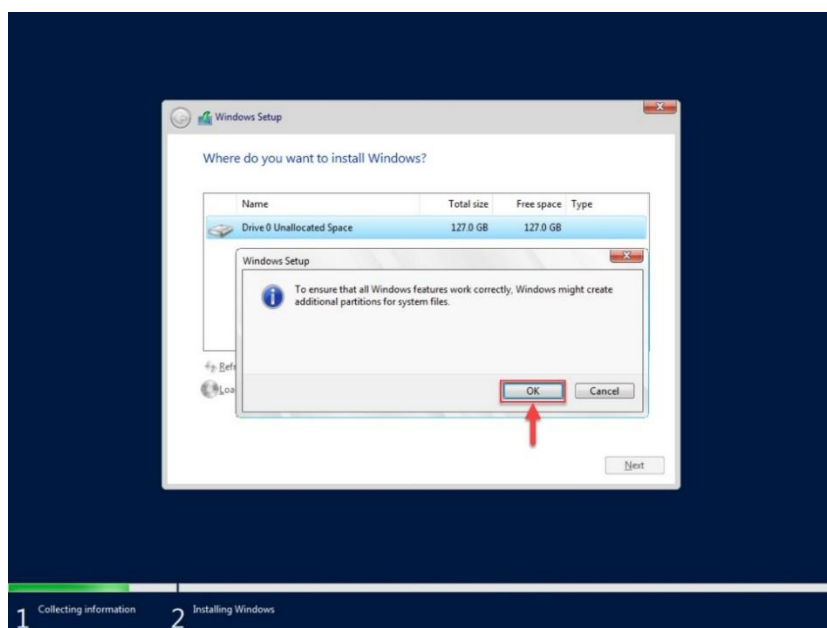 Windows Setup
Where do you want to install Windows?
Name Total size Free space Type
Drive 0 Unallocated Space 127.0 GB 127.0 GB
Windows Setup
To ensure that all Windows features work correctly, Windows might create
additional partitions for system files.
Refr
Loa
OK Cancel
Next
1 Collecting information 2 Installing Windows